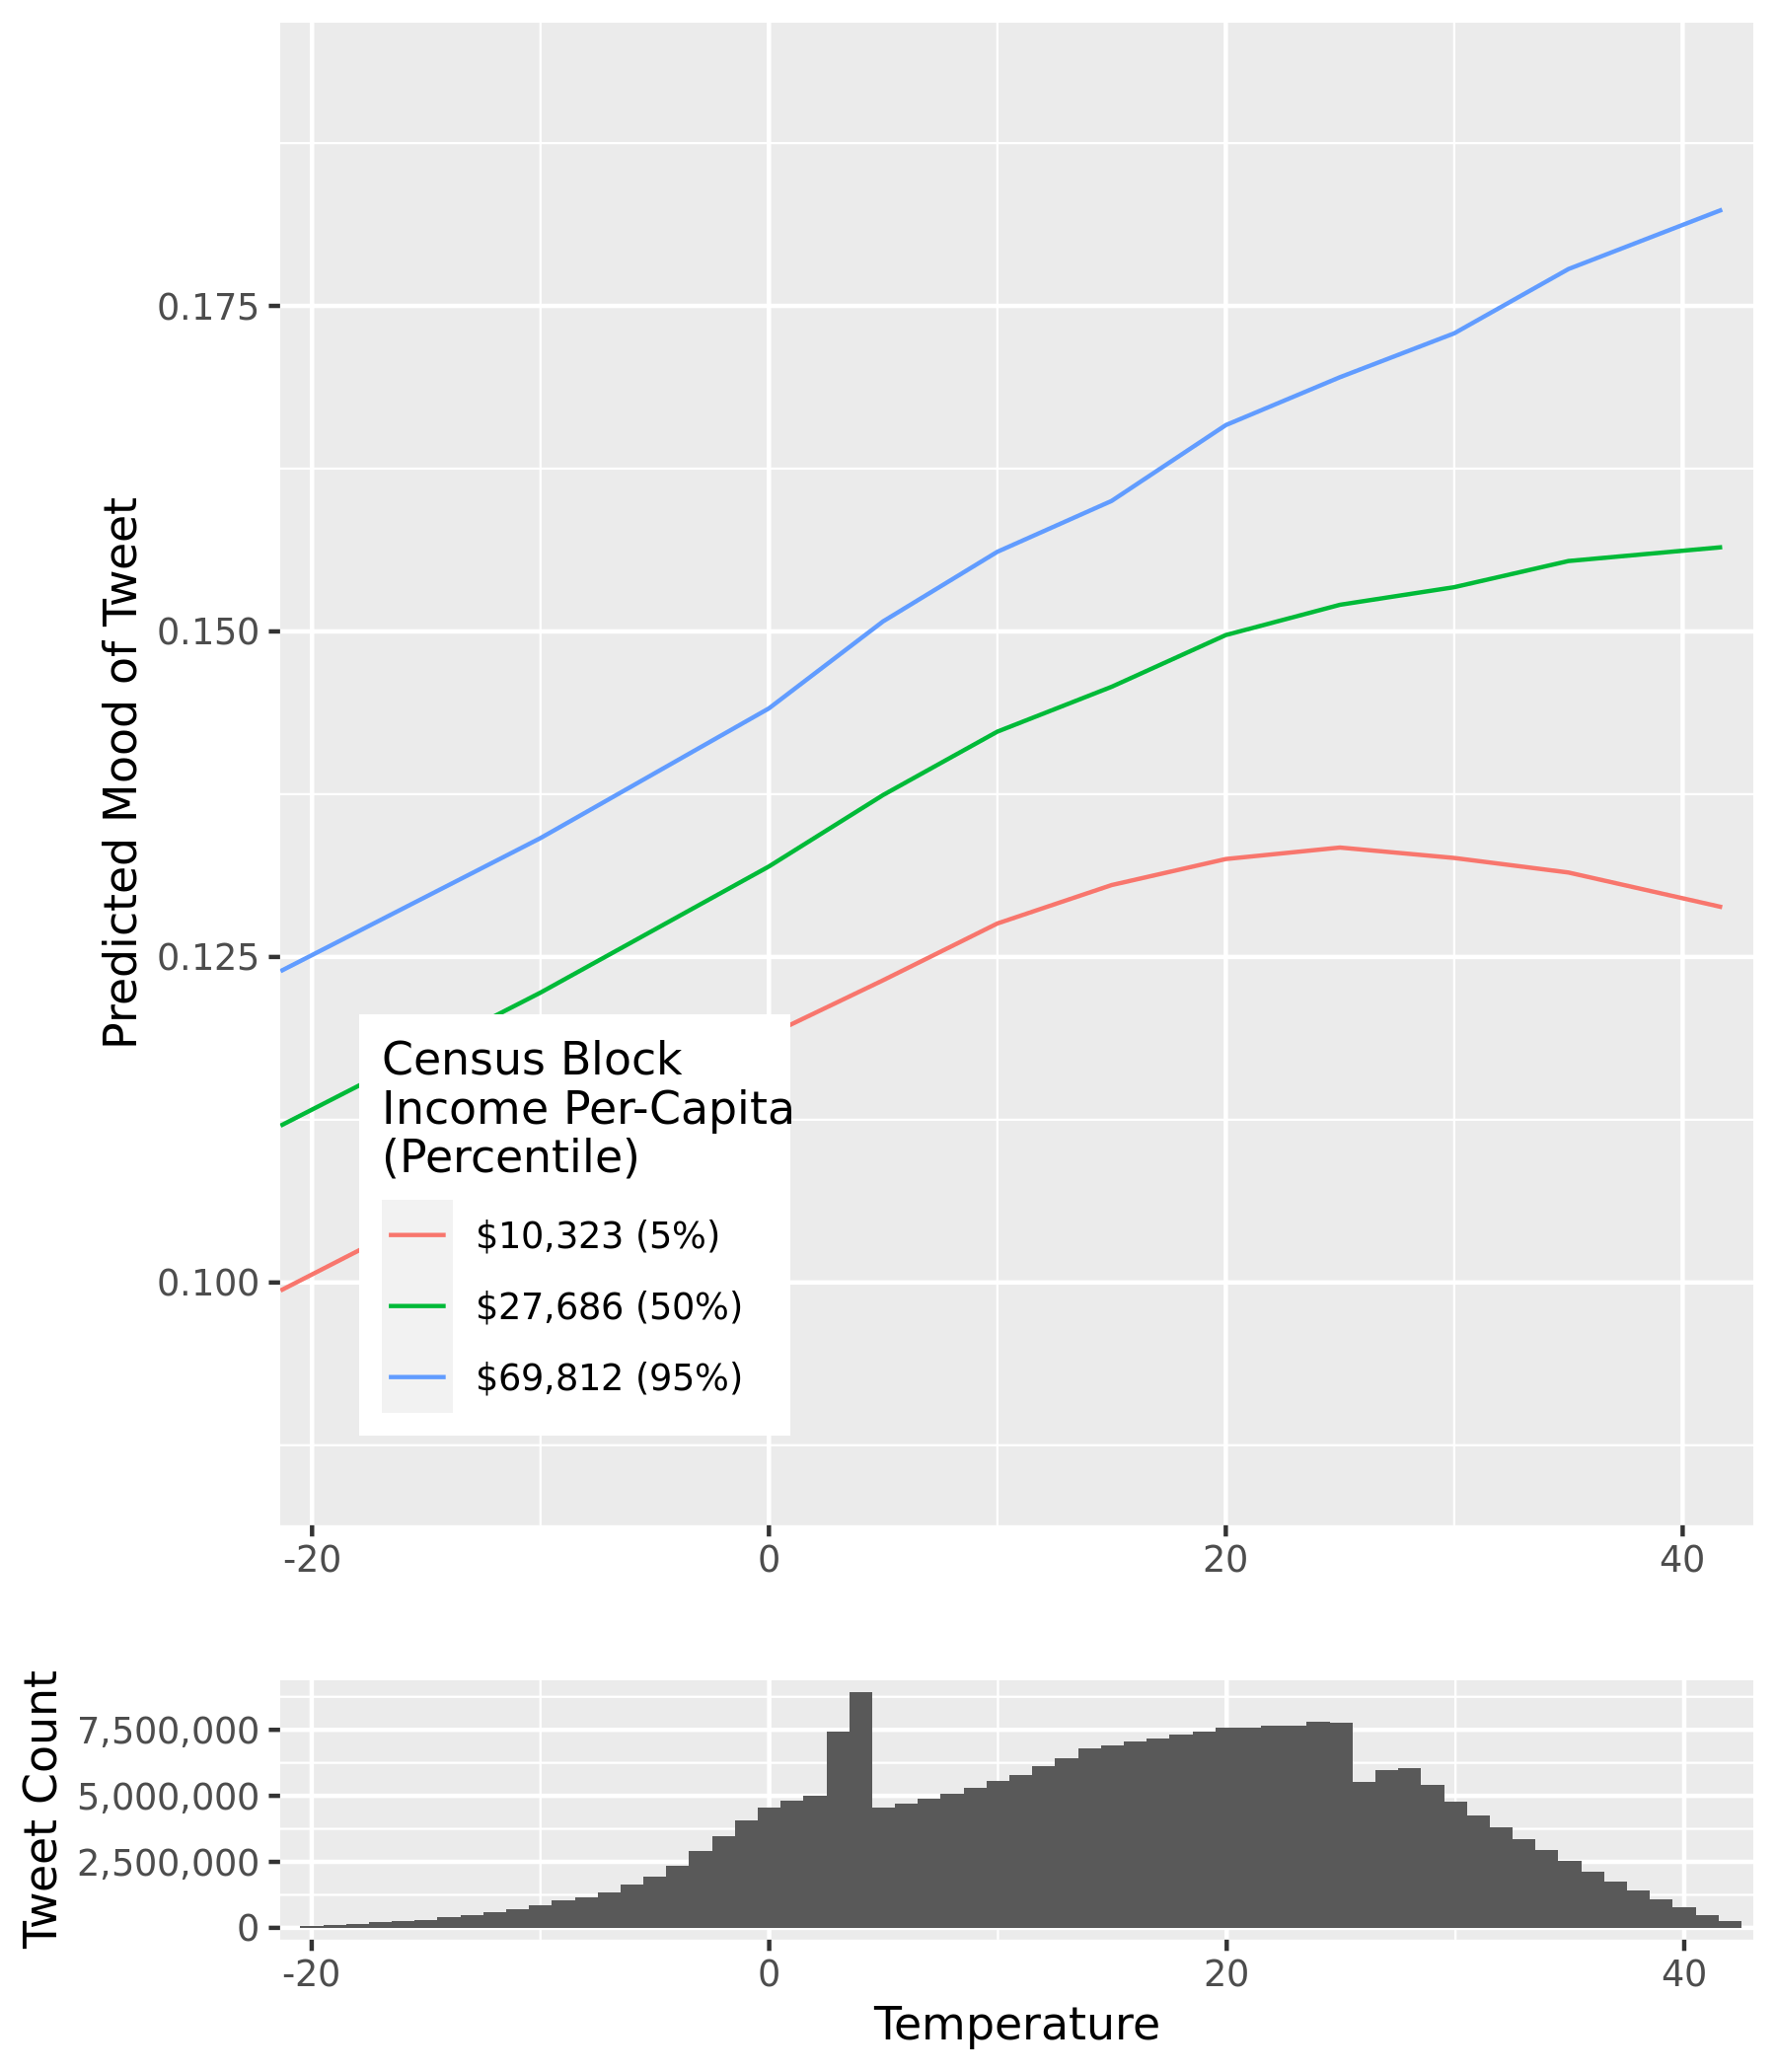 0.175
0.150
0.125
0.100
Predicted Mood of Tweet
Census Block
Income Per-Capita
(Percentile)
$10,323 (5%)
$27,686 (50%)
$69,812 (95%)
-20 0 20 40
7,500,000
5,000,000
2,500,000
0
Tweet Count
-20 0 20 40
Temperature